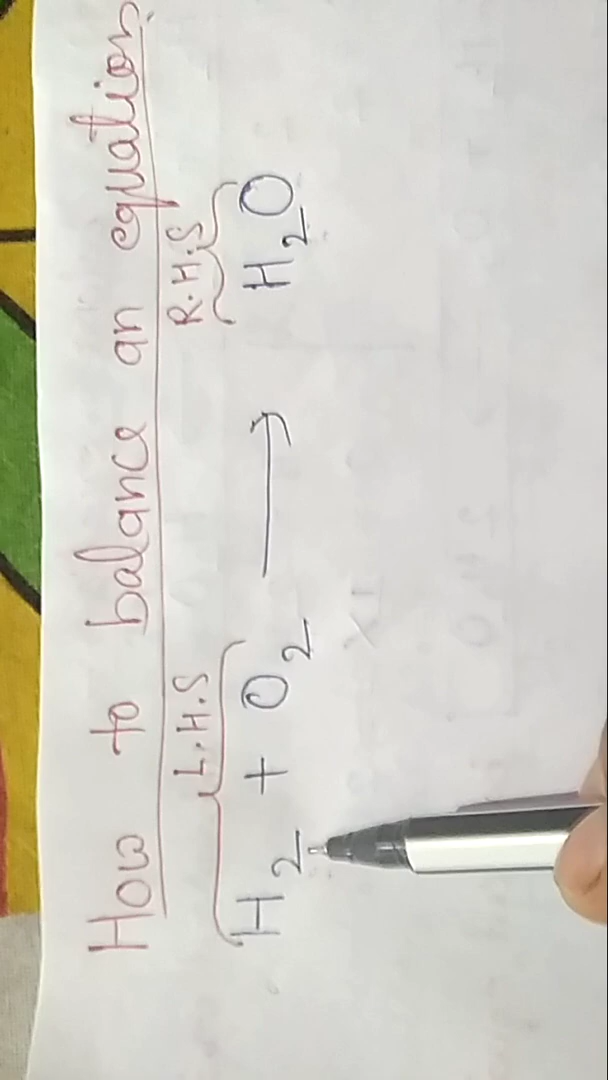 How to balance an equation.
L.H.S R.H.S
H2 + O2 → H2O